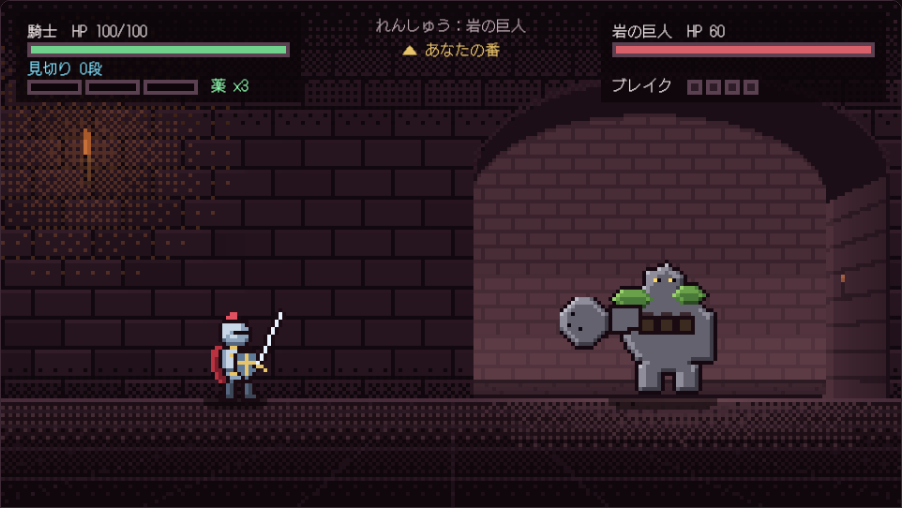 騎士 HP 100/100
見切り 0段
薬 x3
れんしゅう：岩の巨人
▲ あなたの番
岩の巨人 HP 60
ブレイク